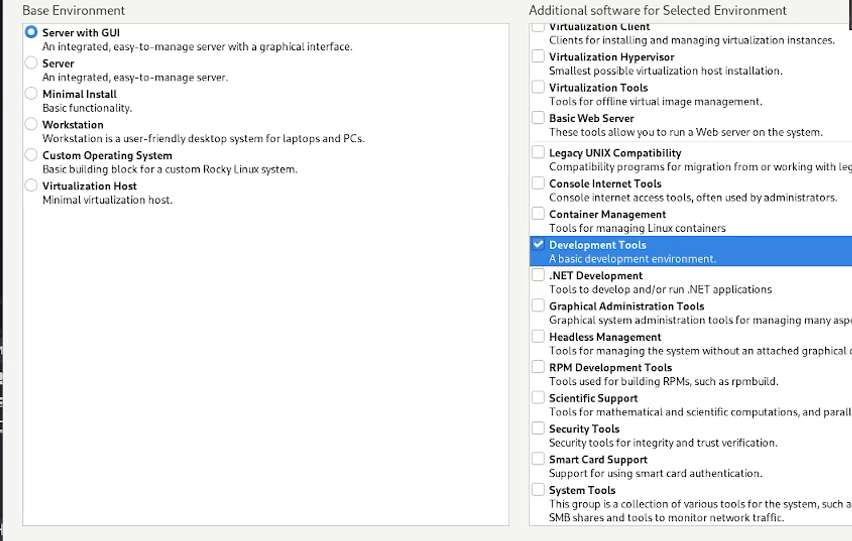 Base Environment
Server with GUI
An integrated, easy-to-manage server with a graphical interface.
Server
An integrated, easy-to-manage server.
Minimal Install
Basic functionality.
Workstation
Workstation is a user-friendly desktop system for laptops and PCs.
Custom Operating System
Basic building block for a custom Rocky Linux system.
Virtualization Host
Minimal virtualization host.
Additional software for Selected Environment
Virtualization Client
Clients for installing and managing virtualization instances.
Virtualization Hypervisor
Smallest possible virtualization host installation.
Virtualization Tools
Tools for offline virtual image management.
Basic Web Server
These tools allow you to run a Web server on the system.
Legacy UNIX Compatibility
Compatibility programs for migration from or working with leg
Console Internet Tools
Console internet access tools, often used by administrators.
Container Management
Tools for managing Linux containers
Development Tools
A basic development environment.
.NET Development
Tools to develop and/or run .NET applications
Graphical Administration Tools
Graphical system administration tools for managing many aspe
Headless Management
Tools for managing the system without an attached graphical c
RPM Development Tools
Tools used for building RPMs, such as rpmbuild.
Scientific Support
Tools for mathematical and scientific computations, and parall
Security Tools
Security tools for integrity and trust verification.
Smart Card Support
Support for using smart card authentication.
System Tools
This group is a collection of various tools for the system, such a
SMB shares and tools to monitor network traffic.